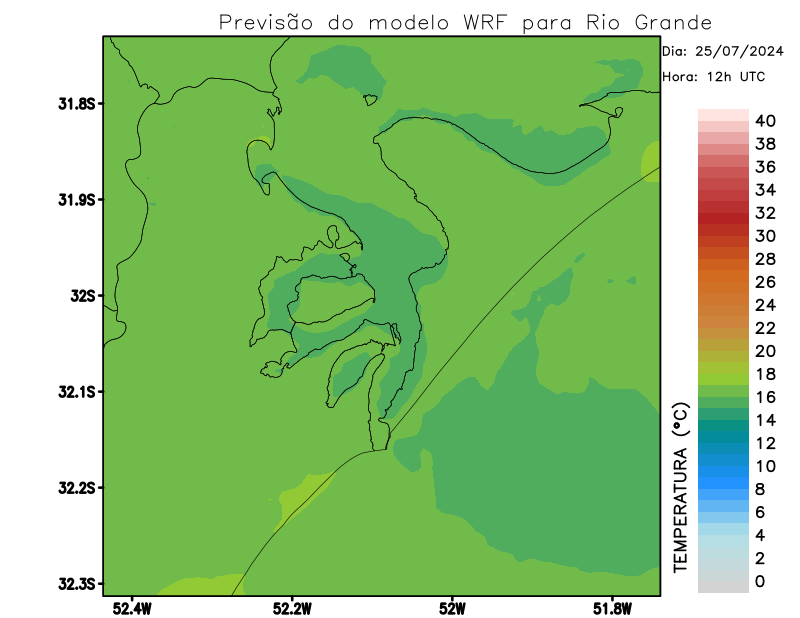 Previsão do modelo WRF para Rio Grande
Dia: 25/07/2024
Hora: 12h UTC
31.8S
31.9S
32S
32.1S
32.2S
32.3S
52.4W
52.2W
52W
51.8W
40
38
36
34
32
30
28
26
24
22
20
18
16
14
12
10
8
6
4
2
0
TEMPERATURA (°C)